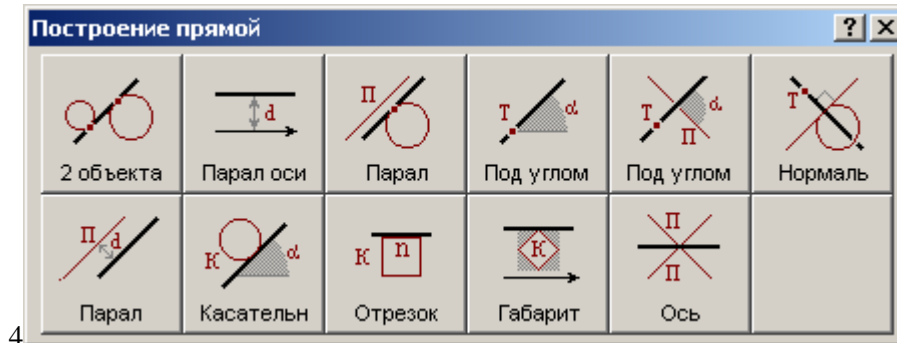 Построение прямой ? ×
d П T α T α П T
2 объекта Парал оси Парал Под углом Под углом Нормаль
П d К α К n К П П
Парал Касательн Отрезок Габарит Ось
4